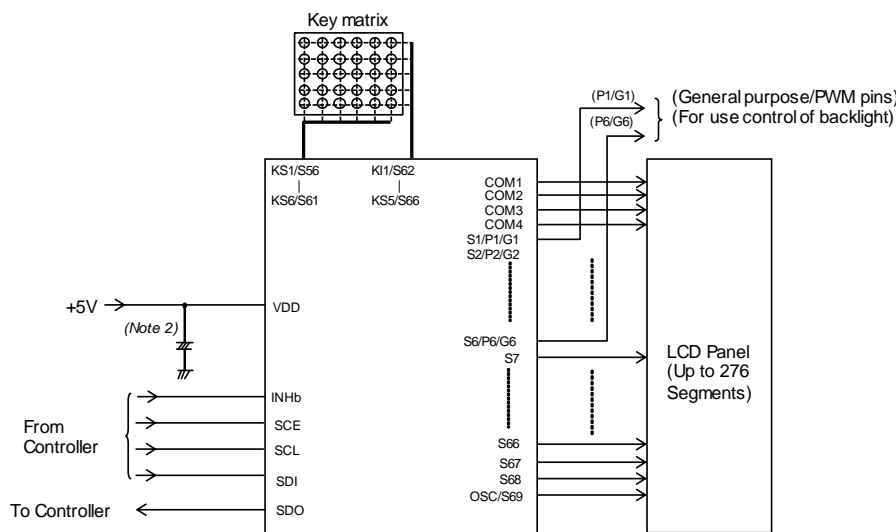 Key matrix
(P1/G1)
(General purpose/PWM pins)
(P6/G6)
(For use control of backlight)
KS1/S56
KI1/S62
|
|
KS6/S61
KS5/S66
COM1
COM2
COM3
COM4
S1/P1/G1
S2/P2/G2
+5V
VDD
(Note 2)
S6/P6/G6
S7
LCD Panel
(Up to 276
Segments)
INHb
From
Controller
SCE
SCL
SDI
S66
S67
S68
OSC/S69
To Controller
SDO